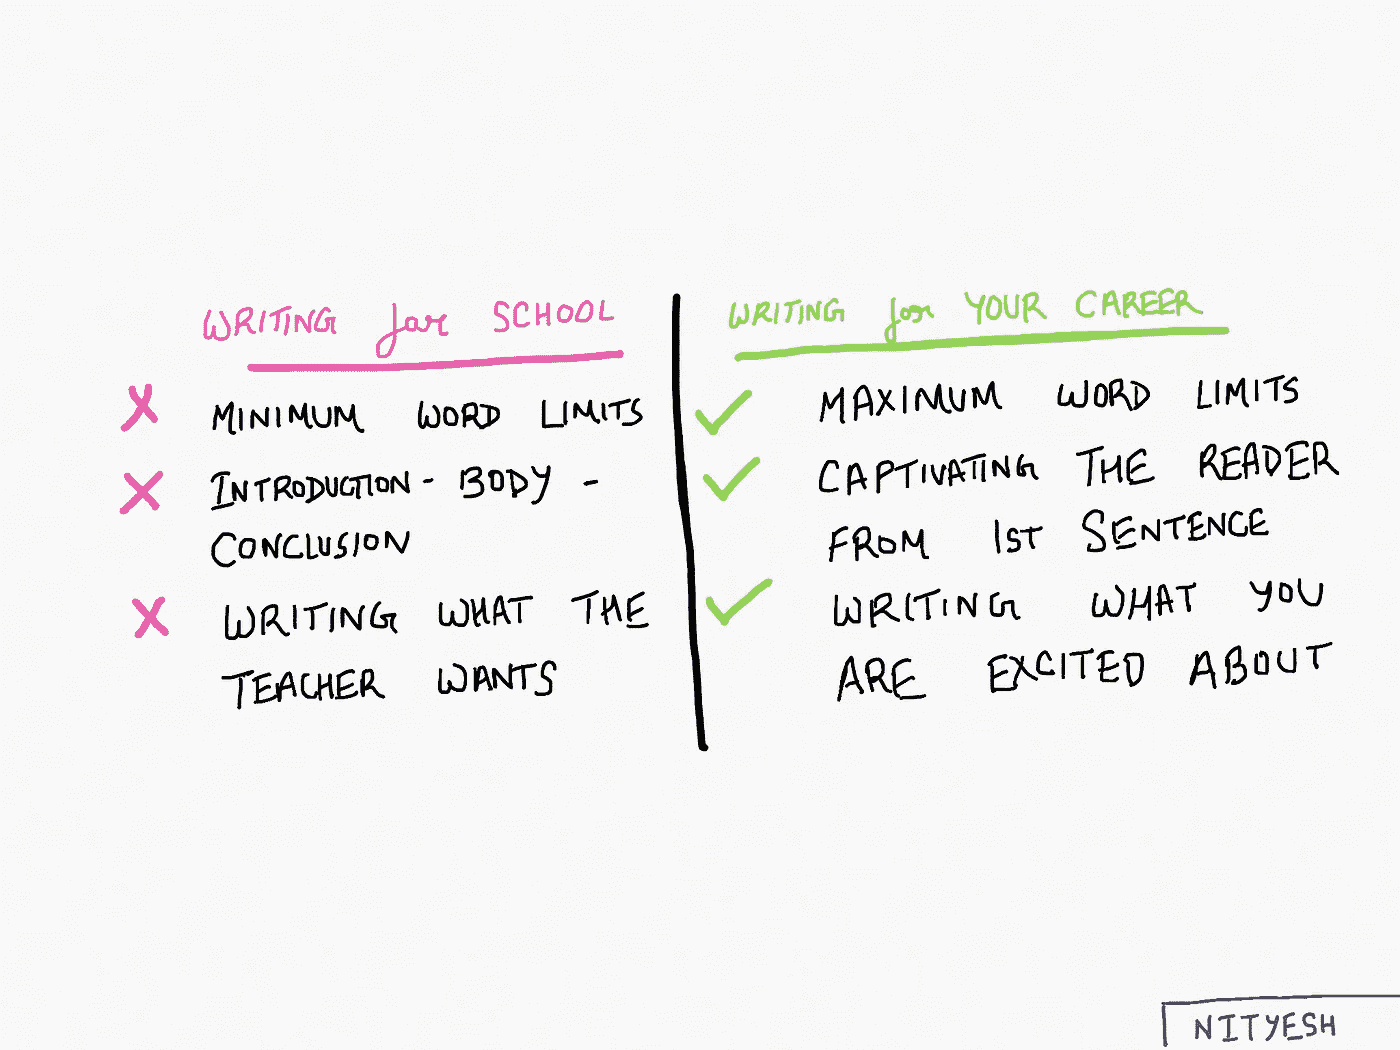 WRITING for SCHOOL
MINIMUM WORD LIMITS
INTRODUCTION - BODY -
CONCLUSION
WRITING WHAT THE
TEACHER WANTS
WRITING for YOUR CAREER
MAXIMUM WORD LIMITS
CAPTIVATING THE READER
FROM 1ST SENTENCE
WRITING WHAT YOU
ARE EXCITED ABOUT
NITYESH